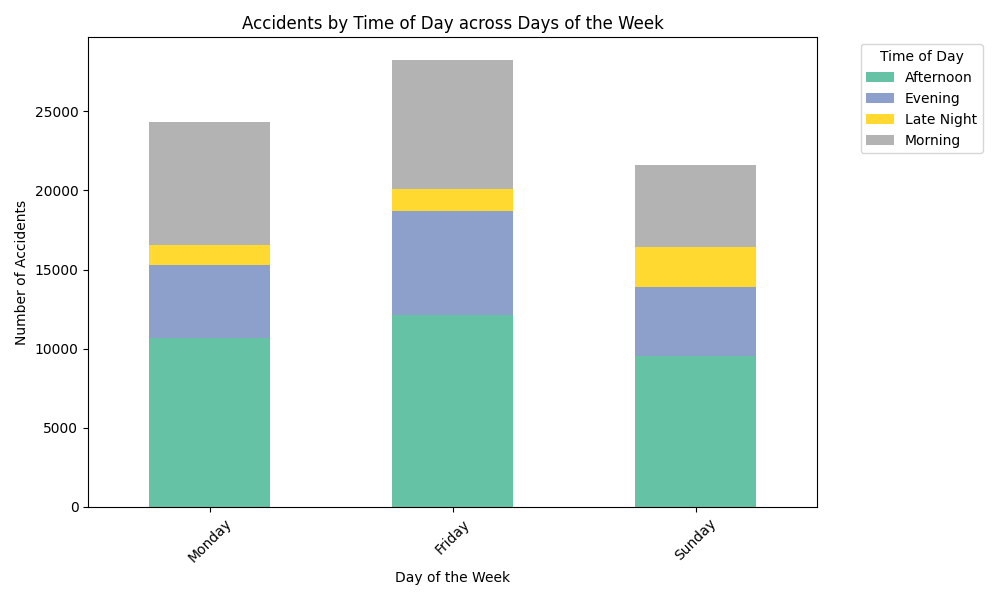 Accidents by Time of Day across Days of the Week
Time of Day
Afternoon
Evening
Late Night
Morning
Number of Accidents
25000
20000
15000
10000
5000
0
Monday
Friday
Sunday
Day of the Week